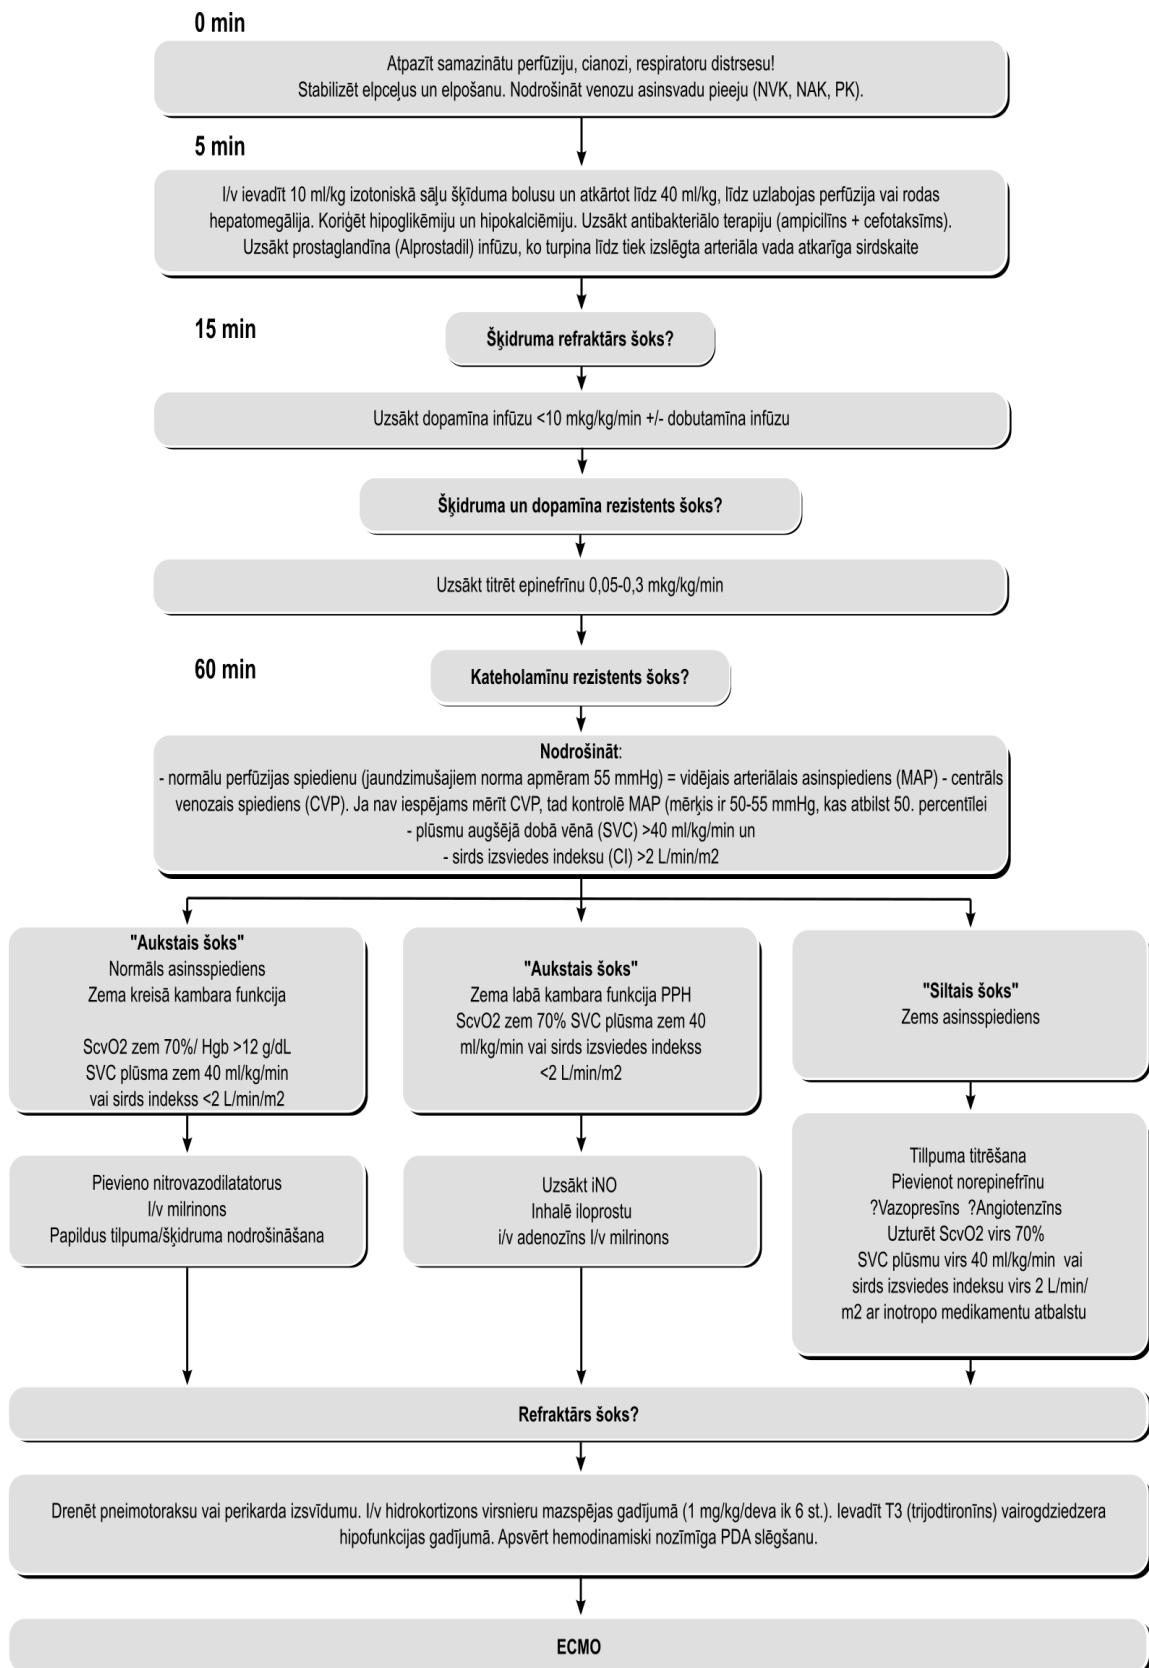 0 min
Atpazīt samazinātu perfūziju, cianozi, respiratoru distrsesu!
Stabilizēt elpceļus un elpošanu. Nodrošināt venozu asinsvadu pieeju (NVK, NAK, PK).
5 min
I/v ievadīt 10 ml/kg izotoniskā sāļu šķīduma bolusu un atkārtot līdz 40 ml/kg, līdz uzlabojas perfūzija vai rodas
hepatomegālija. Koriģēt hipoglikēmiju un hipokalciēmiju. Uzsākt antibakteriālo terapiju (ampicilīns + cefotaksīms).
Uzsākt prostaglandīna (Alprostadil) infūzu, ko turpina līdz tiek izslēgta arteriāla vada atkarīga sirdskaite
15 min
Šķidruma refraktārs šoks?
Uzsākt dopamīna infūzu <10 mkg/kg/min +/- dobutamīna infūzu
Šķidruma un dopamīna rezistents šoks?
Uzsākt titrēt epinefrīnu 0,05-0,3 mkg/kg/min
60 min
Kateholamīnu rezistents šoks?
Nodrošināt:
- normālu perfūzijas spiedienu (jaundzimušajiem norma apmēram 55 mmHg) = vidējais arteriālais asinspiediens (MAP) - centrāls
venozais spiediens (CVP). Ja nav iespējams mērīt CVP, tad kontrolē MAP (mērķis ir 50-55 mmHg, kas atbilst 50. percentīlei
- plūsmu augšējā dobā vēnā (SVC) >40 ml/kg/min un
- sirds izsviedes indeksu (CI) >2 L/min/m2
"Aukstais šoks"
Normāls asinsspiediens
Zema kreisā kambara funkcija
ScvO2 zem 70%/ Hgb >12 g/dL
SVC plūsma zem 40 ml/kg/min
vai sirds indekss <2 L/min/m2
"Aukstais šoks"
Zema labā kambara funkcija PPH
ScvO2 zem 70% SVC plūsma zem 40
ml/kg/min vai sirds izsviedes indekss
<2 L/min/m2
"Siltais šoks"
Zems asinspiediens
Pievieno nitrovazodilatatorus
I/v milrinons
Papildus tilpuma/šķidruma nodrošināšana
Uzsākt iNO
Inhalē iloprostu
i/v adenozīns I/v milrinons
Tillpuma titrēšana
Pievienot norepinefrīnu
?Vazopresīns ?Angiotenzīns
Uzturēt ScvO2 virs 70%
SVC plūsmu virs 40 ml/kg/min vai
sirds izsviedes indeksu virs 2 L/min/
m2 ar inotropo medikamentu atbalstu
Refraktārs šoks?
Drenēt pneimotoraksu vai perikarda izsvīdumu. I/v hidrokortizons virsnieru mazspējas gadījumā (1 mg/kg/deva ik 6 st.). Ievadīt T3 (trijodtironīns) vairogdziedzera
hipofunkcijas gadījumā. Apsvērt hemodinamiski nozīmīga PDA slēgšanu.
ECMO